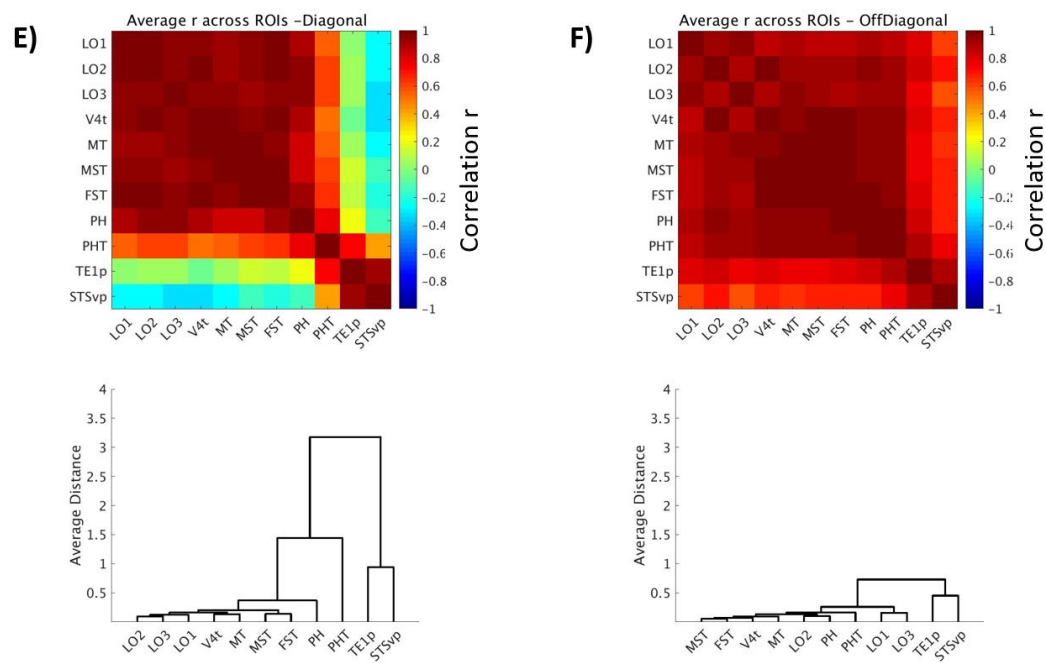 E)
Average r across ROIs –Diagonal
LO1
LO2
LO3
V4t
MT
MST
FST
PH
PHT
TE1p
STSvp
LO1 LO2 LO3 V4t MT MST FST PH PHT TE1p STSvp
1
0.8
0.6
0.4
0.2
0
−0.2
−0.4
−0.6
−0.8
−1
Correlation r
F)
Average r across ROIs – OffDiagonal
LO1
LO2
LO3
V4t
MT
MST
FST
PH
PHT
TE1p
STSvp
LO1 LO2 LO3 V4t MT MST FST PH PHT TE1p STSvp
1
0.8
0.6
0.4
0.2
0
−0.2
−0.4
−0.6
−0.8
−1
Correlation r
Average Distance
4
3.5
3
2.5
2
1.5
1
0.5
LO2 LO3 LO1 V4t MT MST FST PH PHT TE1p STSvp
Average Distance
4
3.5
3
2.5
2
1.5
1
0.5
MST FST V4t MT LO2 PH PHT LO1 LO3 TE1p STSvp